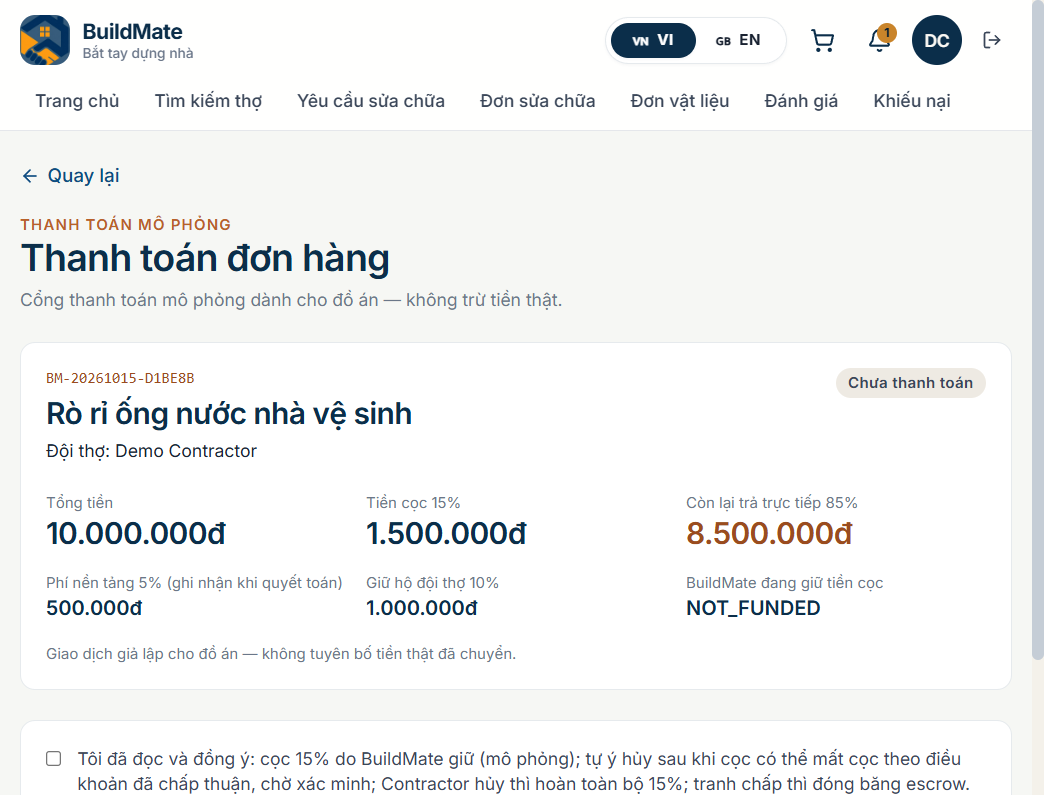 BuildMate
Bắt tay dựng nhà
VN VI
GB EN
1
DC
Trang chủ
Tìm kiếm thợ
Yêu cầu sửa chữa
Đơn sửa chữa
Đơn vật liệu
Đánh giá
Khiếu nại
← Quay lại
THANH TOÁN MÔ PHỎNG
Thanh toán đơn hàng
Cổng thanh toán mô phỏng dành cho đồ án — không trừ tiền thật.
BM-20261015-D1BE8B
Chưa thanh toán
Rò rỉ ống nước nhà vệ sinh
Đội thợ: Demo Contractor
Tổng tiền
10.000.000đ
Tiền cọc 15%
1.500.000đ
Còn lại trả trực tiếp 85%
8.500.000đ
Phí nền tảng 5% (ghi nhận khi quyết toán)
500.000đ
Giữ hộ đội thợ 10%
1.000.000đ
BuildMate đang giữ tiền cọc
NOT_FUNDED
Giao dịch giả lập cho đồ án — không tuyên bố tiền thật đã chuyển.
Tôi đã đọc và đồng ý: cọc 15% do BuildMate giữ (mô phỏng); tự ý hủy sau khi cọc có thể mất cọc theo điều
khoản đã chấp thuận, chờ xác minh; Contractor hủy thì hoàn toàn bộ 15%; tranh chấp thì đóng băng escrow.